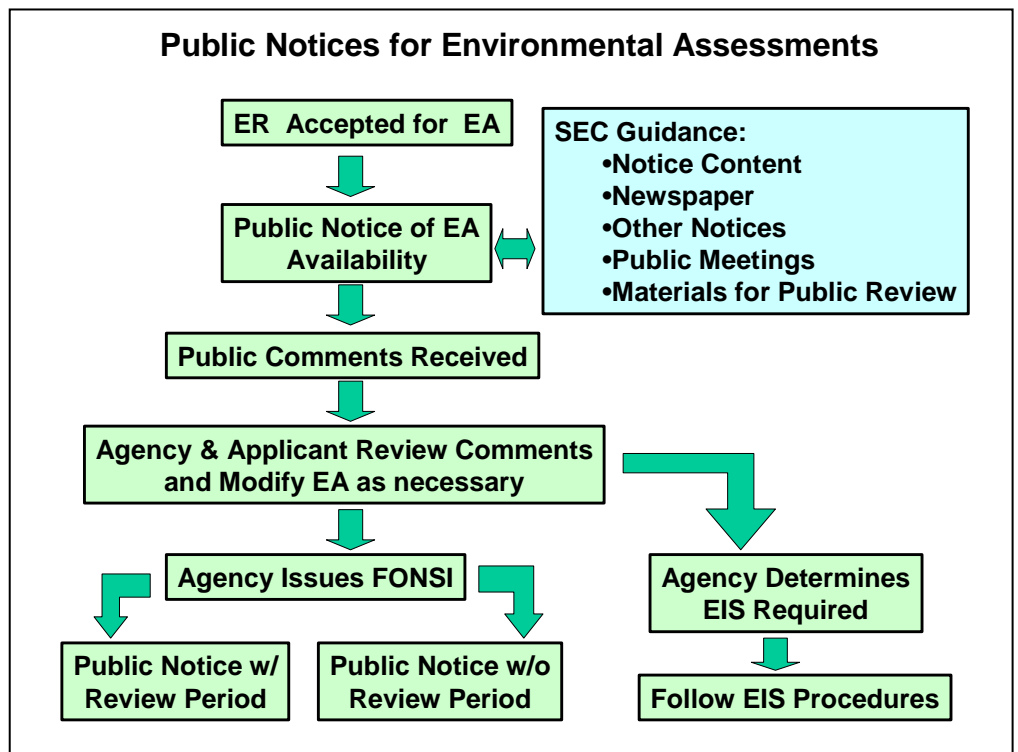 Public Notices for Environmental Assessments
ER Accepted for EA
SEC Guidance:
•Notice Content
•Newspaper
•Other Notices
•Public Meetings
•Materials for Public Review
Public Notice of EA
Availability
Public Comments Received
Agency & Applicant Review Comments
and Modify EA as necessary
Agency Issues FONSI
Agency Determines
EIS Required
Public Notice w/
Review Period
Public Notice w/o
Review Period
Follow EIS Procedures